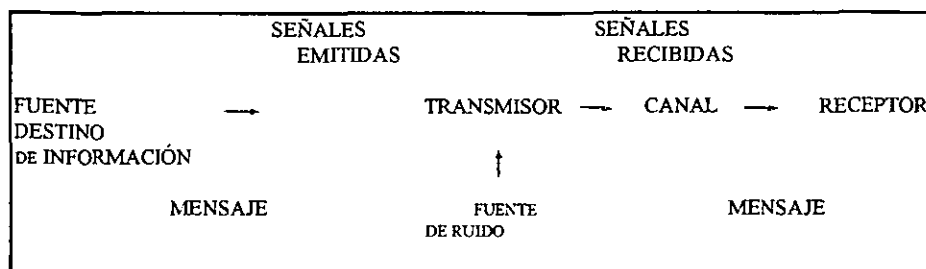 SEÑALES SEÑALES
EMITIDAS RECIBIDAS
FUENTE → TRANSMISOR → CANAL → RECEPTOR
DESTINO
DE INFORMACIÓN
↑
MENSAJE FUENTE MENSAJE
DE RUIDO